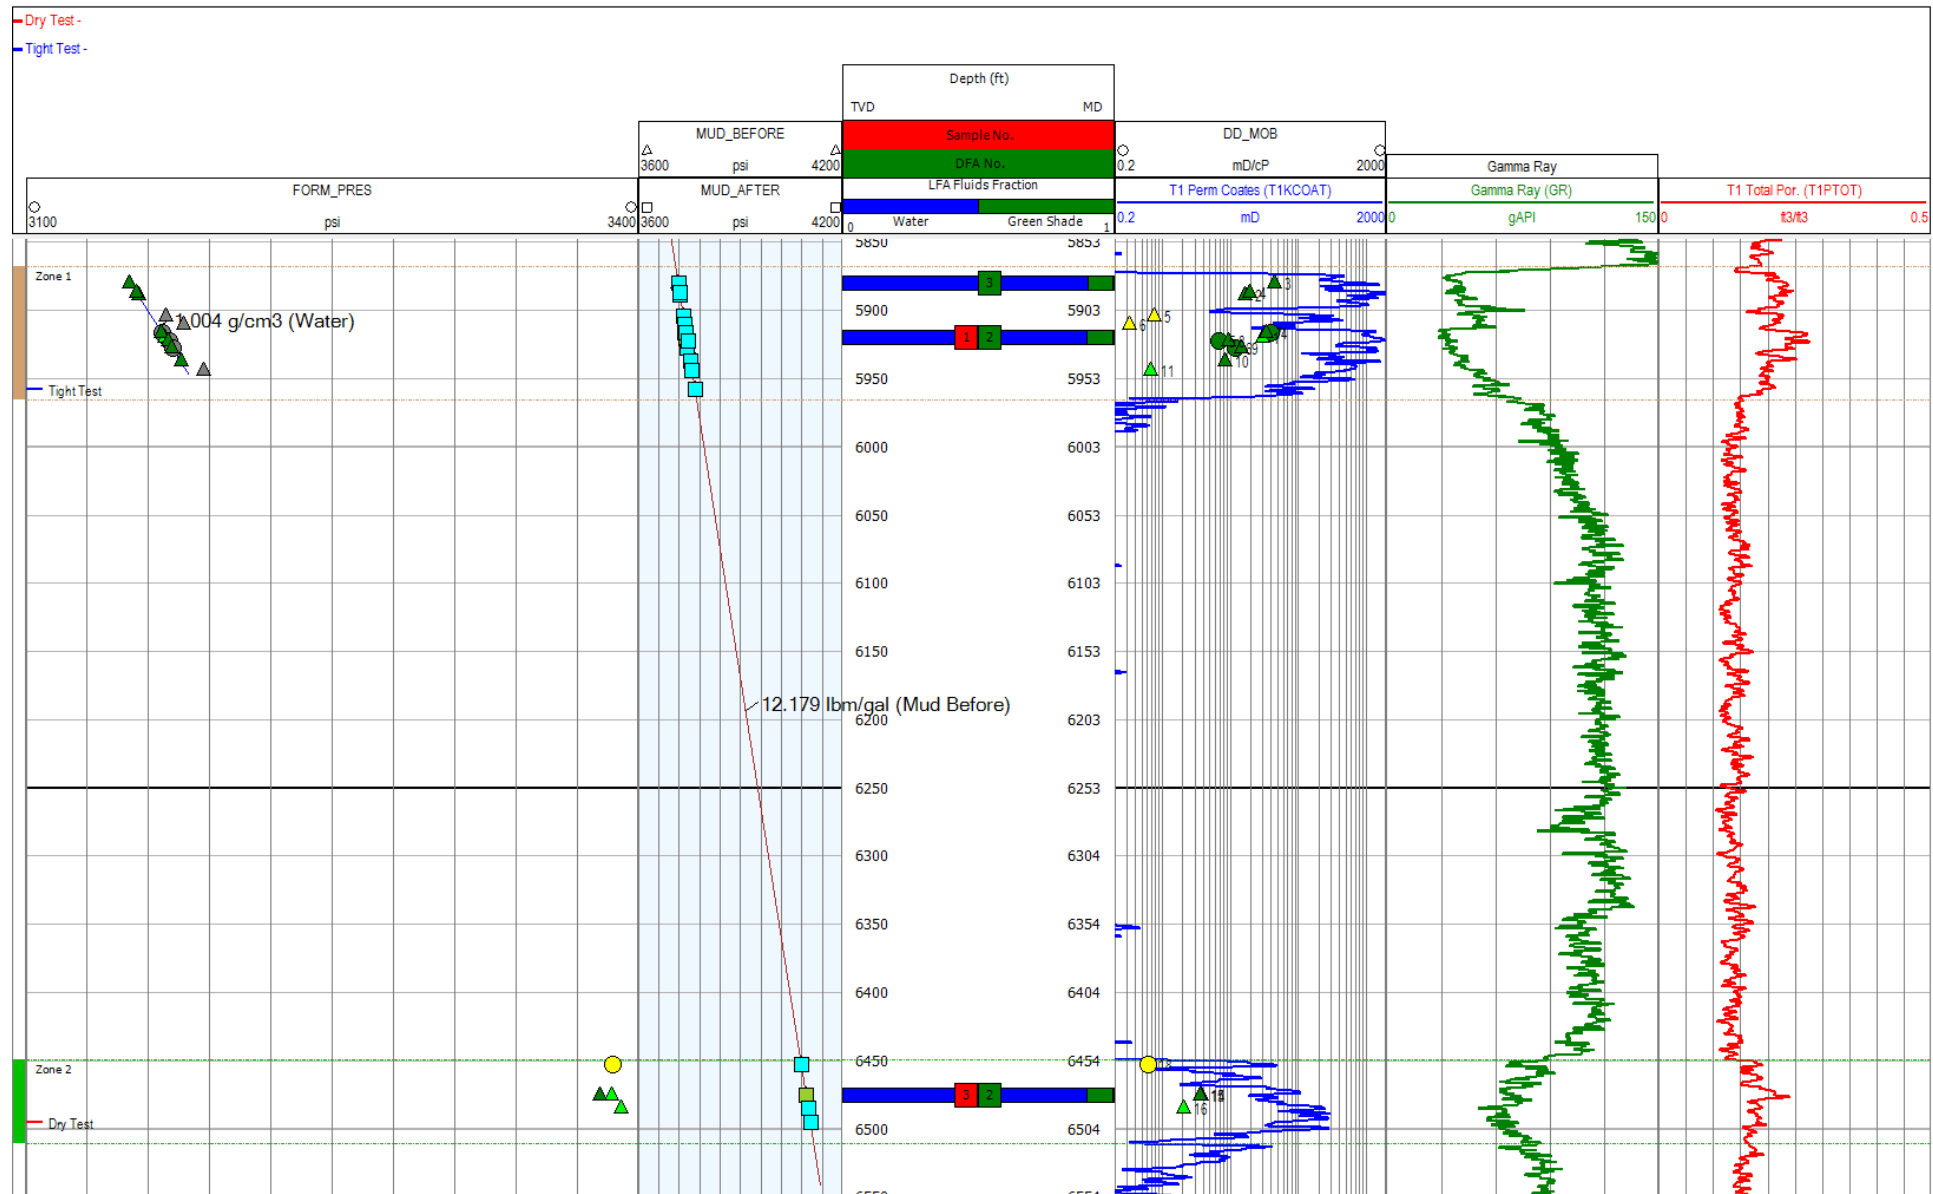 Dry Test -
Tight Test -
Depth (ft)
TVD MD
MUD_BEFORE
3600 psi 4200
Sample No.
DFA No.
DD_MOB
0.2 mD/cP 2000
Gamma Ray
FORM_PRES
3100 psi 3400
MUD_AFTER
3600 psi 4200
LFA Fluids Fraction
Water Green Shade
0 1
T1 Perm Coates (T1KCOAT)
0.2 mD 2000
Gamma Ray (GR)
0 gAPI 150
T1 Total Por. (T1PTOT)
0 ft3/ft3 0.5
5850 5853
Zone 1
3
3
2
5900 5903
5
6
1.004 g/cm3 (Water)
1 2
9
10
11
5950 5953
Tight Test
6000 6003
6050 6053
6100 6103
6150 6153
12.179 lbm/gal (Mud Before)
6200 6203
6250 6253
6300 6304
6350 6354
6400 6404
6450 6454
Zone 2
3 2
16
Dry Test
6500 6504
6550 6554